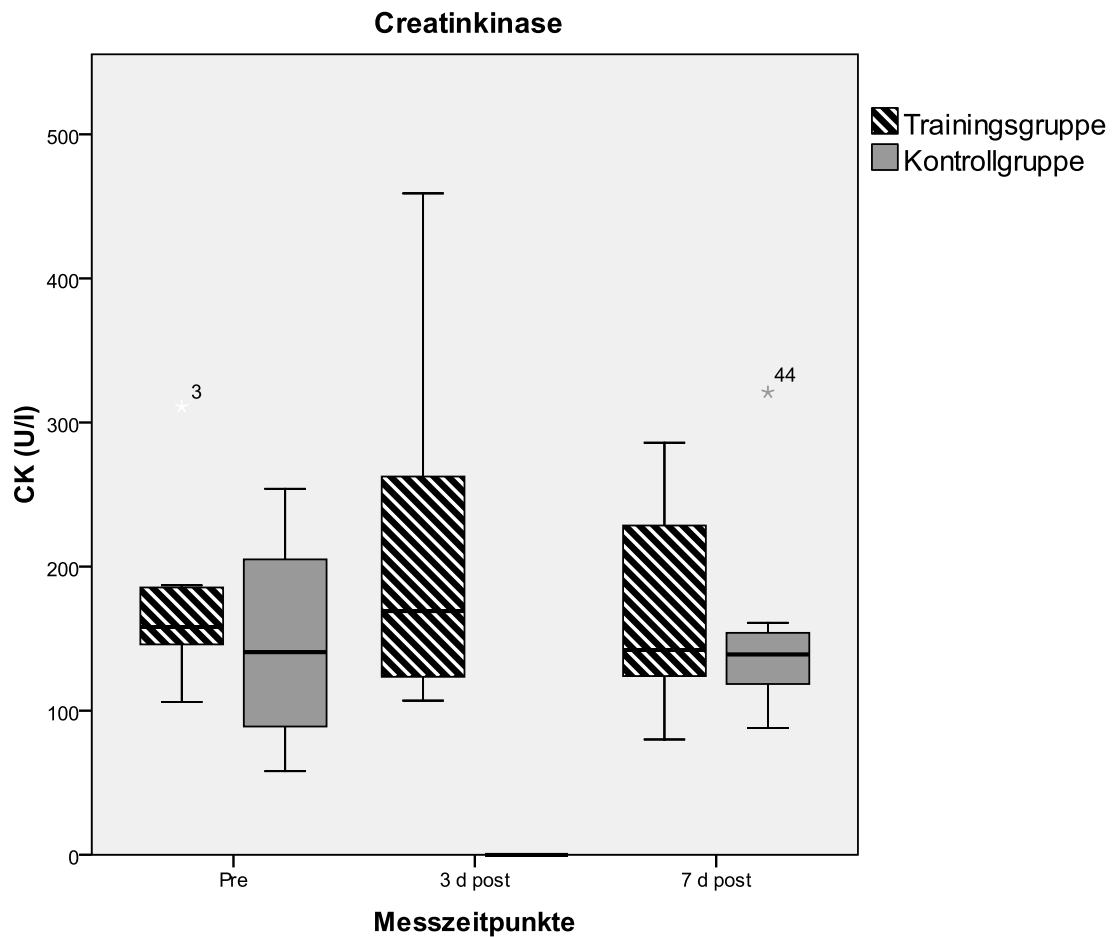 Creatinkinase
Trainingsgruppe
Kontrollgruppe
CK (U/l)
500
400
300
200
100
0
3
44
Pre
3 d post
7 d post
Messzeitpunkte